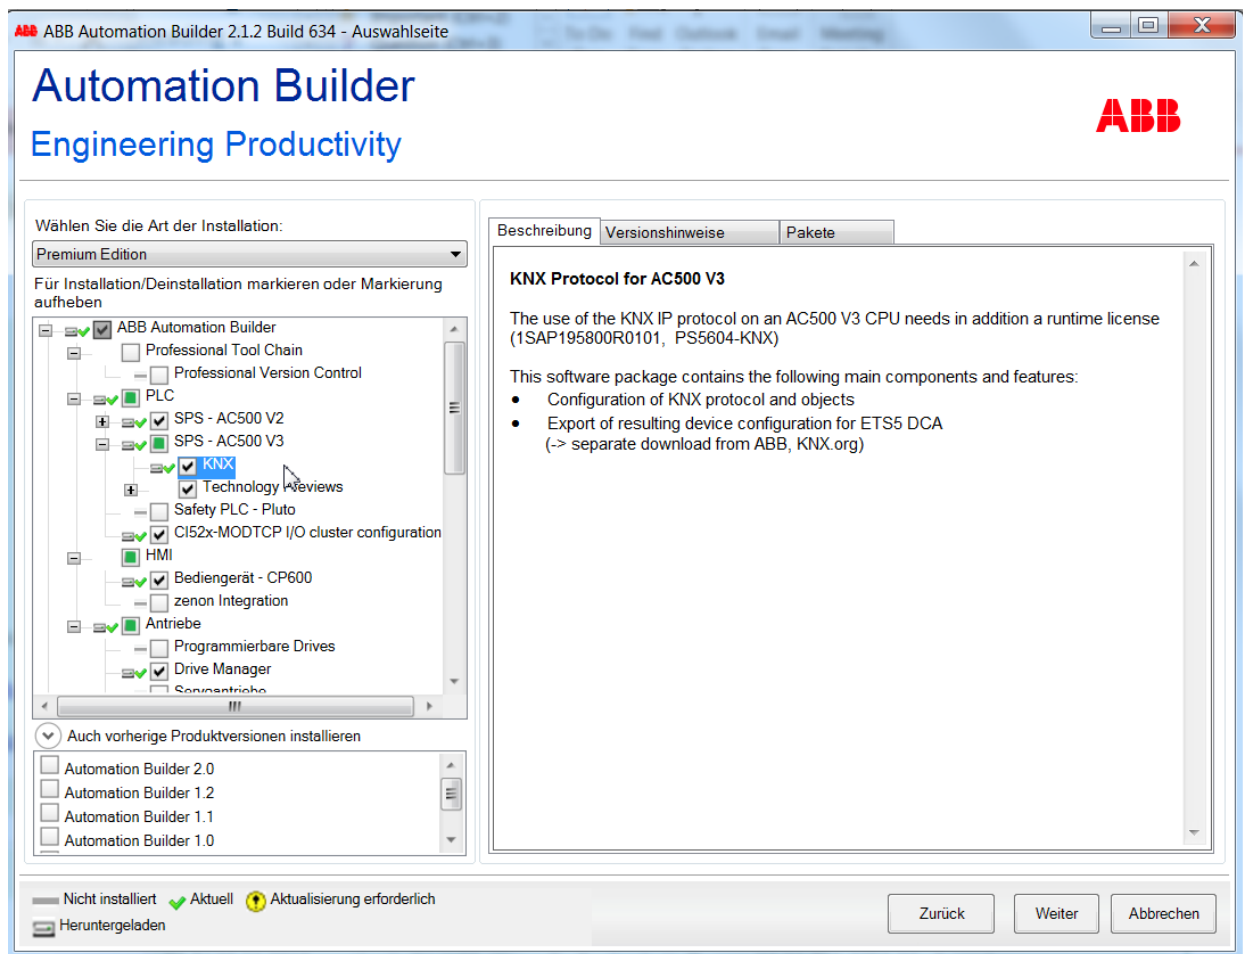 ABB ABB Automation Builder 2.1.2 Build 634 - Auswahlseite
Automation Builder
Engineering Productivity
ABB
Wählen Sie die Art der Installation:
Premium Edition
Für Installation/Deinstallation markieren oder Markierung
aufheben
ABB Automation Builder
Professional Tool Chain
Professional Version Control
PLC
SPS - AC500 V2
SPS - AC500 V3
KNX
Technology Previews
Safety PLC - Pluto
CI52x-MODTCP I/O cluster configuration
HMI
Bediengerät - CP600
zenon Integration
Antriebe
Programmierbare Drives
Drive Manager
Servoantriebe
Auch vorherige Produktversionen installieren
Automation Builder 2.0
Automation Builder 1.2
Automation Builder 1.1
Automation Builder 1.0
Beschreibung Versionshinweise Pakete
KNX Protocol for AC500 V3
The use of the KNX IP protocol on an AC500 V3 CPU needs in addition a runtime license
(1SAP195800R0101, PS5604-KNX)
This software package contains the following main components and features:
• Configuration of KNX protocol and objects
• Export of resulting device configuration for ETS5 DCA
(-> separate download from ABB, KNX.org)
Nicht installiert Aktuell Aktualisierung erforderlich
Heruntergeladen
Zurück Weiter Abbrechen